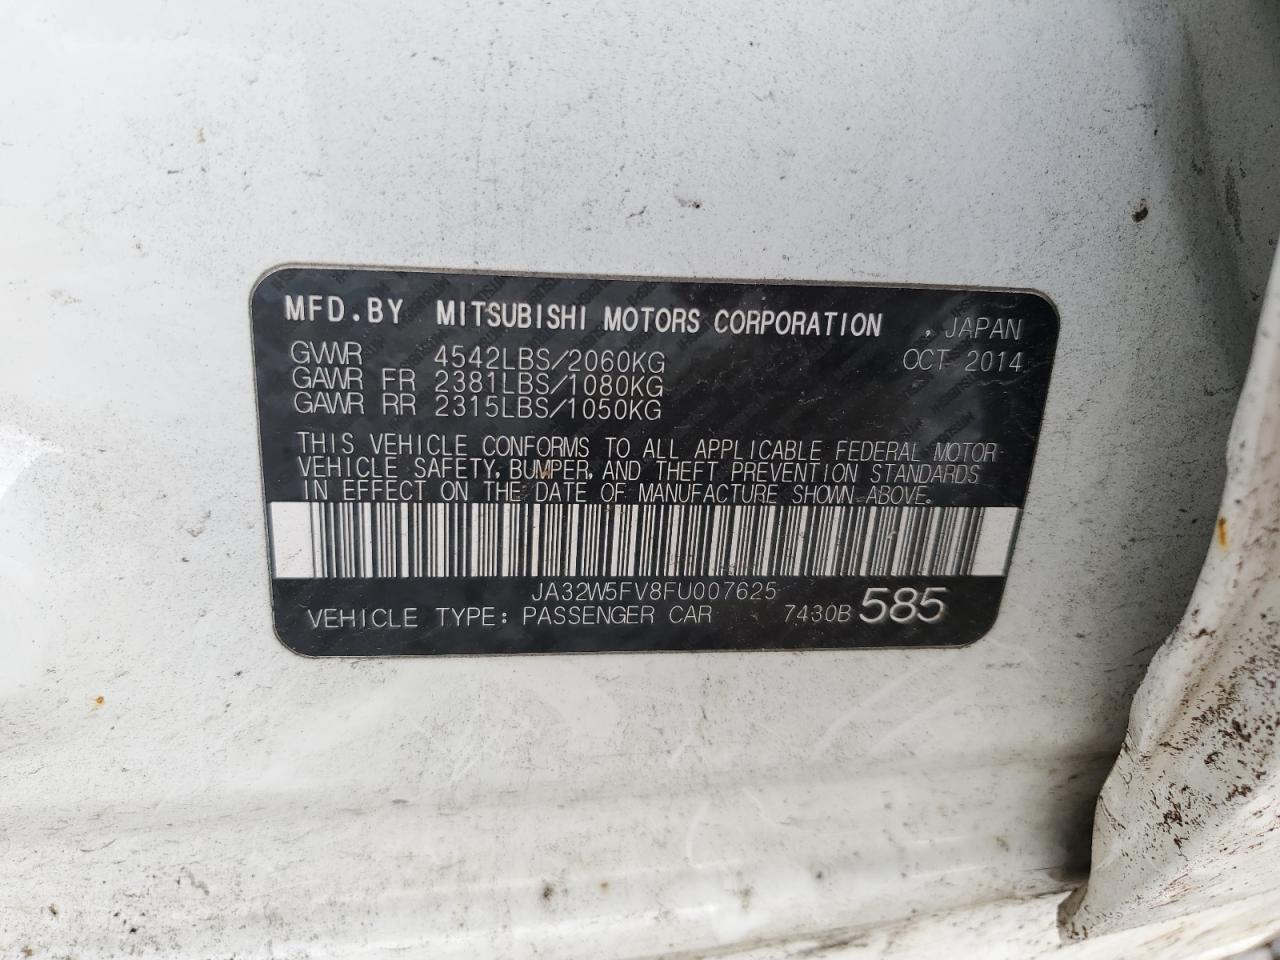 MFD.BY MITSUBISHI MOTORS CORPORATION , JAPAN
GVWR 4542LBS/2060KG OCT 2014
GAWR FR 2381LBS/1080KG
GAWR RR 2315LBS/1050KG
THIS VEHICLE CONFORMS TO ALL APPLICABLE FEDERAL MOTOR
VEHICLE SAFETY, BUMPER, AND THEFT PREVENTION STANDARDS
IN EFFECT ON THE DATE OF MANUFACTURE SHOWN ABOVE.
JA32W5FV8FU007625
VEHICLE TYPE: PASSENGER CAR 7430B 585